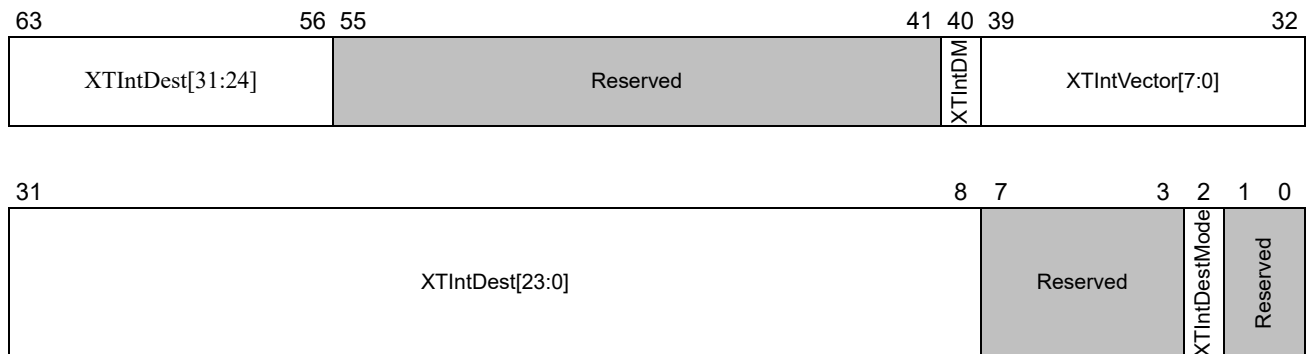 63 56 55 41 40 39 32
XTIntDest[31:24] Reserved XTIntDM XTIntVector[7:0]
31 8 7 3 2 1 0
XTIntDest[23:0] Reserved XTIntDestMode Reserved